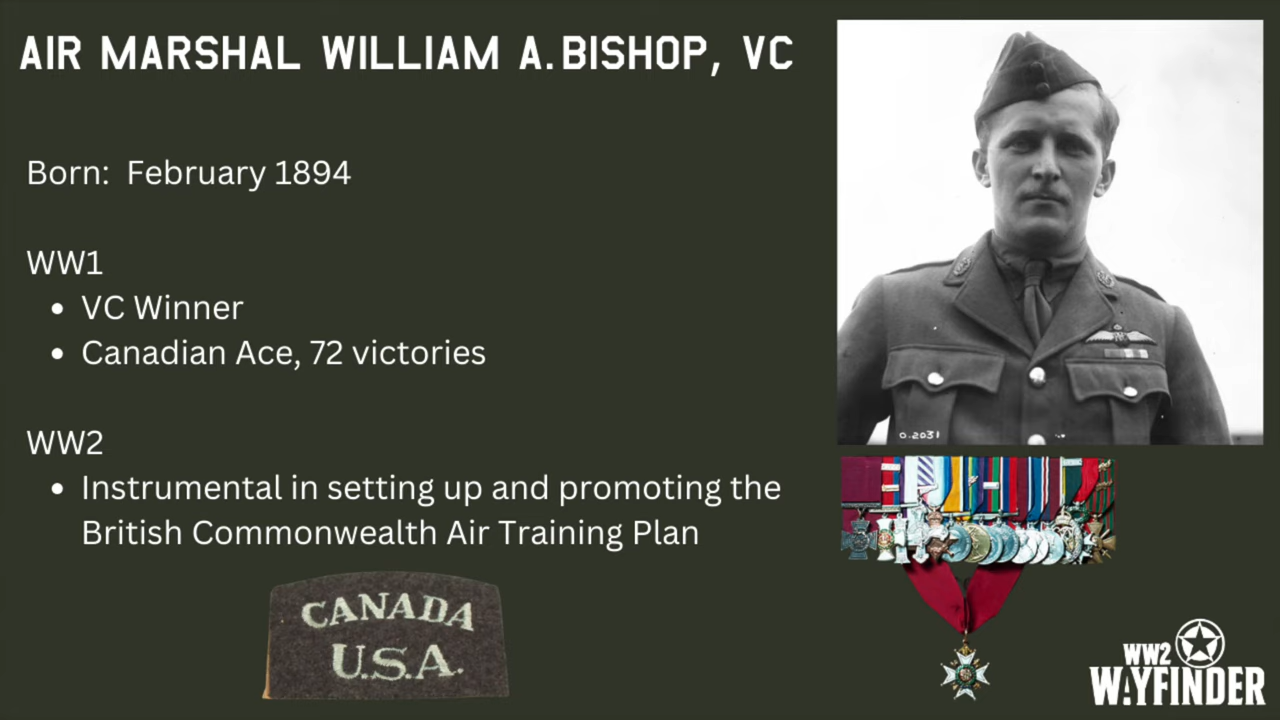 AIR MARSHAL WILLIAM A. BISHOP, VC
Born: February 1894
WW1
• VC Winner
• Canadian Ace, 72 victories
WW2
• Instrumental in setting up and promoting the
British Commonwealth Air Training Plan
O.2031
CANADA
U.S.A.
WW2
WAYFINDER